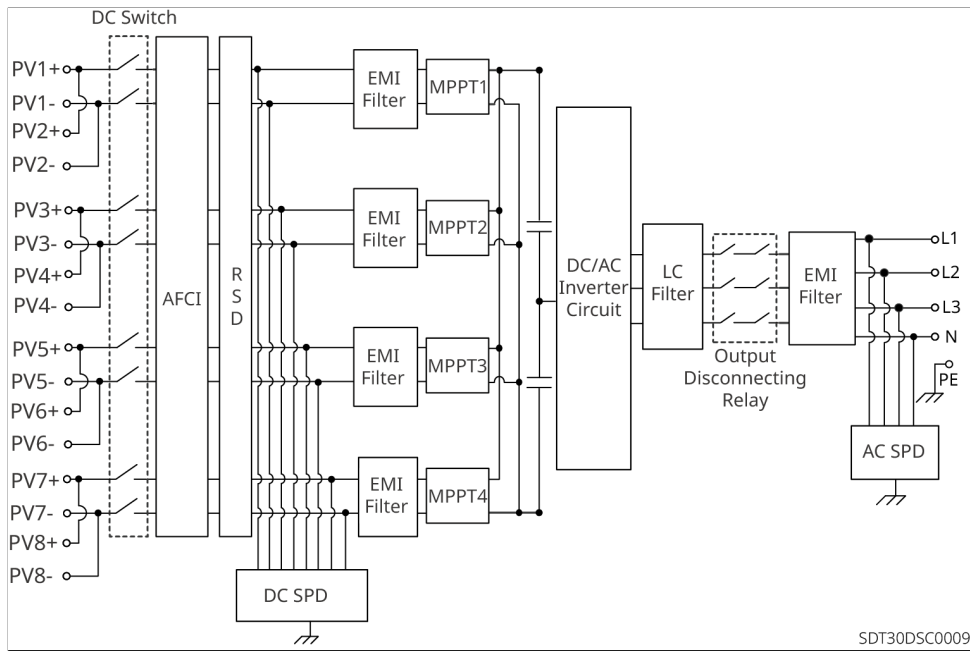 DC Switch
PV1+
PV1-
PV2+
PV2-
PV3+
PV3-
PV4+
PV4-
PV5+
PV5-
PV6+
PV6-
PV7+
PV7-
PV8+
PV8-
AFCI
R
S
D
EMI
Filter
MPPT1
EMI
Filter
MPPT2
EMI
Filter
MPPT3
EMI
Filter
MPPT4
DC SPD
DC/AC
Inverter
Circuit
LC
Filter
Output
Disconnecting
Relay
EMI
Filter
L1
L2
L3
N
PE
AC SPD
SDT30DSC0009